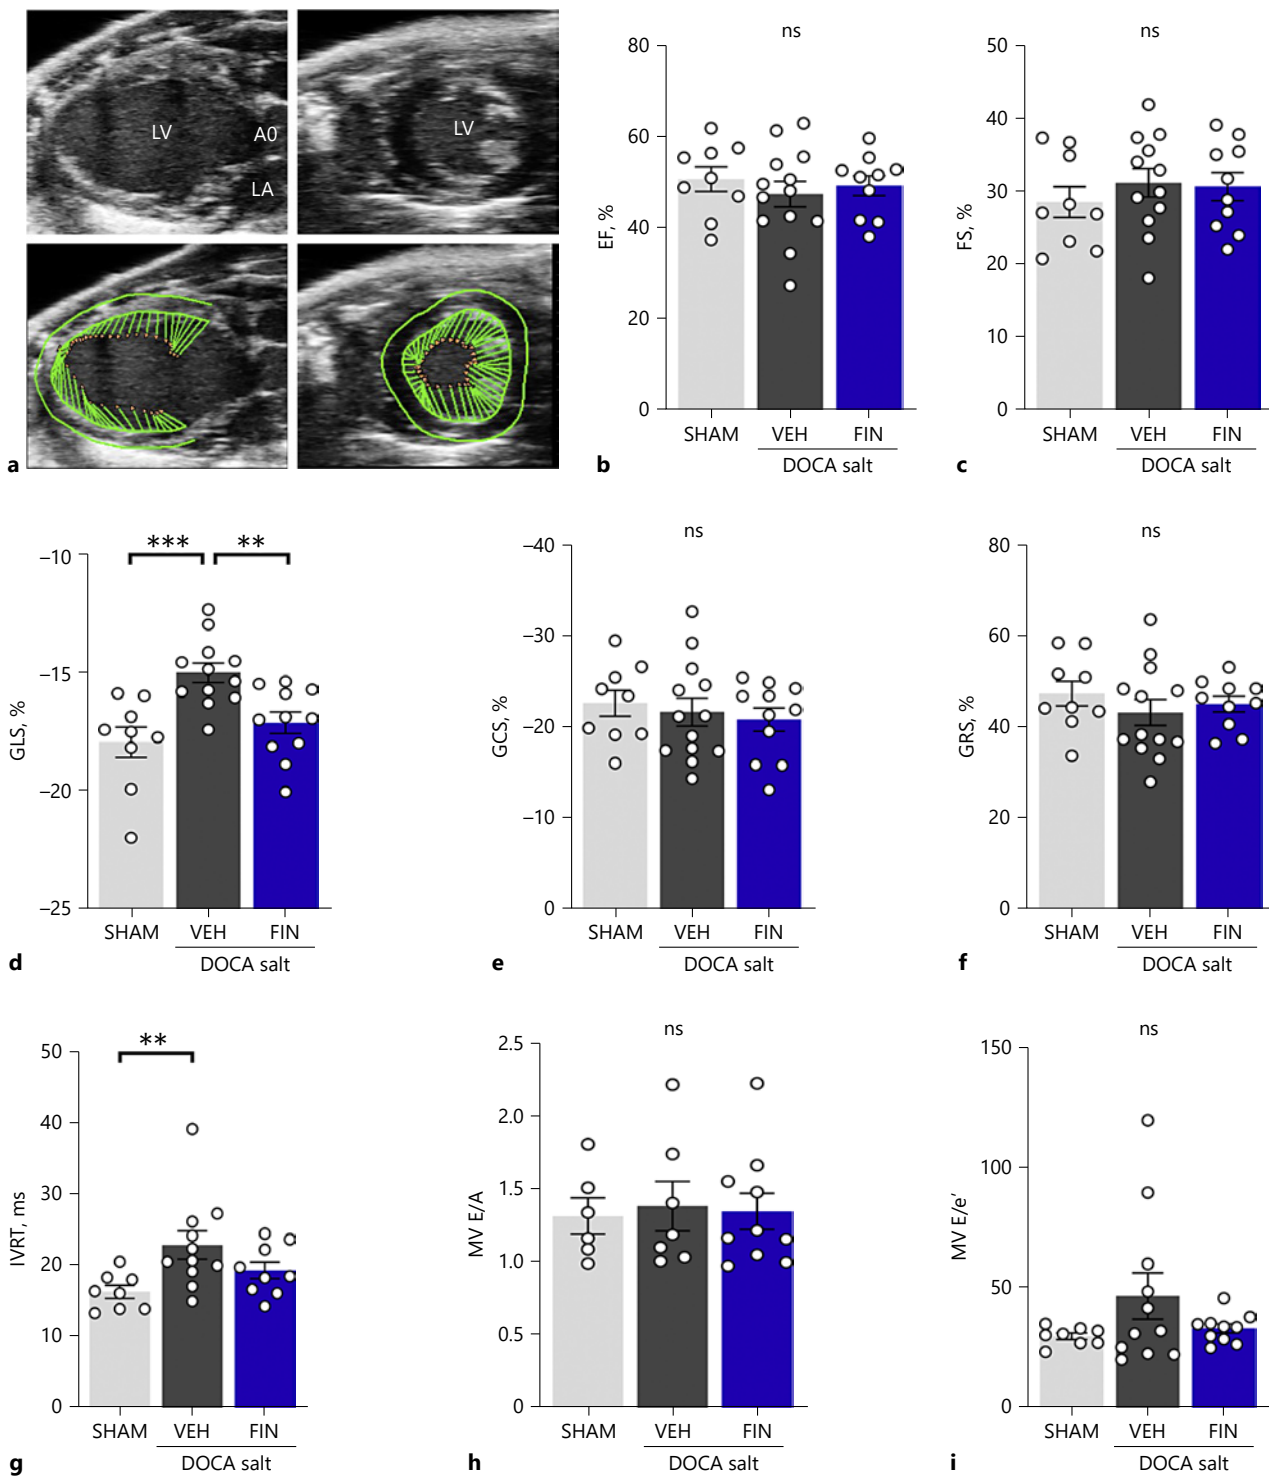 LV
A0
LA
LV
a
ns
80
60
40
20
0
EF, %
SHAM
VEH
FIN
DOCA salt
b
ns
50
40
30
20
10
0
FS, %
SHAM
VEH
FIN
DOCA salt
c
*** **
–10
–15
–20
–25
GLS, %
SHAM
VEH
FIN
DOCA salt
d
ns
–40
–30
–20
–10
0
GCS, %
SHAM
VEH
FIN
DOCA salt
e
ns
80
60
40
20
0
GRS, %
SHAM
VEH
FIN
DOCA salt
f
**
50
40
30
20
10
0
IVRT, ms
SHAM
VEH
FIN
DOCA salt
g
ns
2.5
2.0
1.5
1.0
0.5
0
MV E/A
SHAM
VEH
FIN
DOCA salt
h
ns
150
100
50
0
MV E/e′
SHAM
VEH
FIN
DOCA salt
i